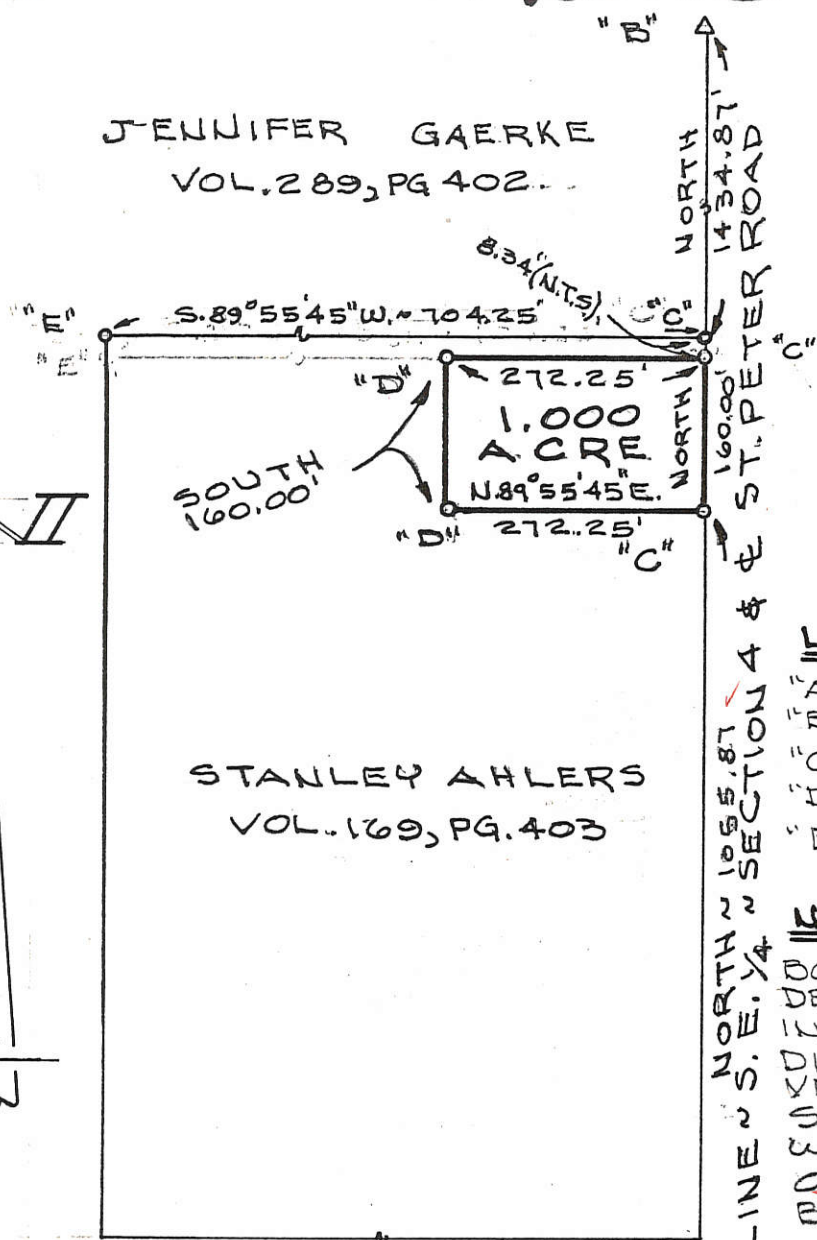 "B"
JENNIFER GAERKE
VOL. 289, PG 402.
NORTH
1434.87'
8.34'(N.T.S.)
"E"
S.89°55'45"W. ~ 704.25'
"C"
"E"
"C"
"D"
272.25'
1.000
ACRE
NORTH
160.00'
SOUTH
160.00'
N.89°55'45"E.
"D"
272.25'
"C"
STANLEY AHLERS
VOL. 169, PG. 403
NORTH ~ 1055.87
LINE ~ S.E. 1/4 ~ SECTION 4 & ℄ ST. PETER ROAD